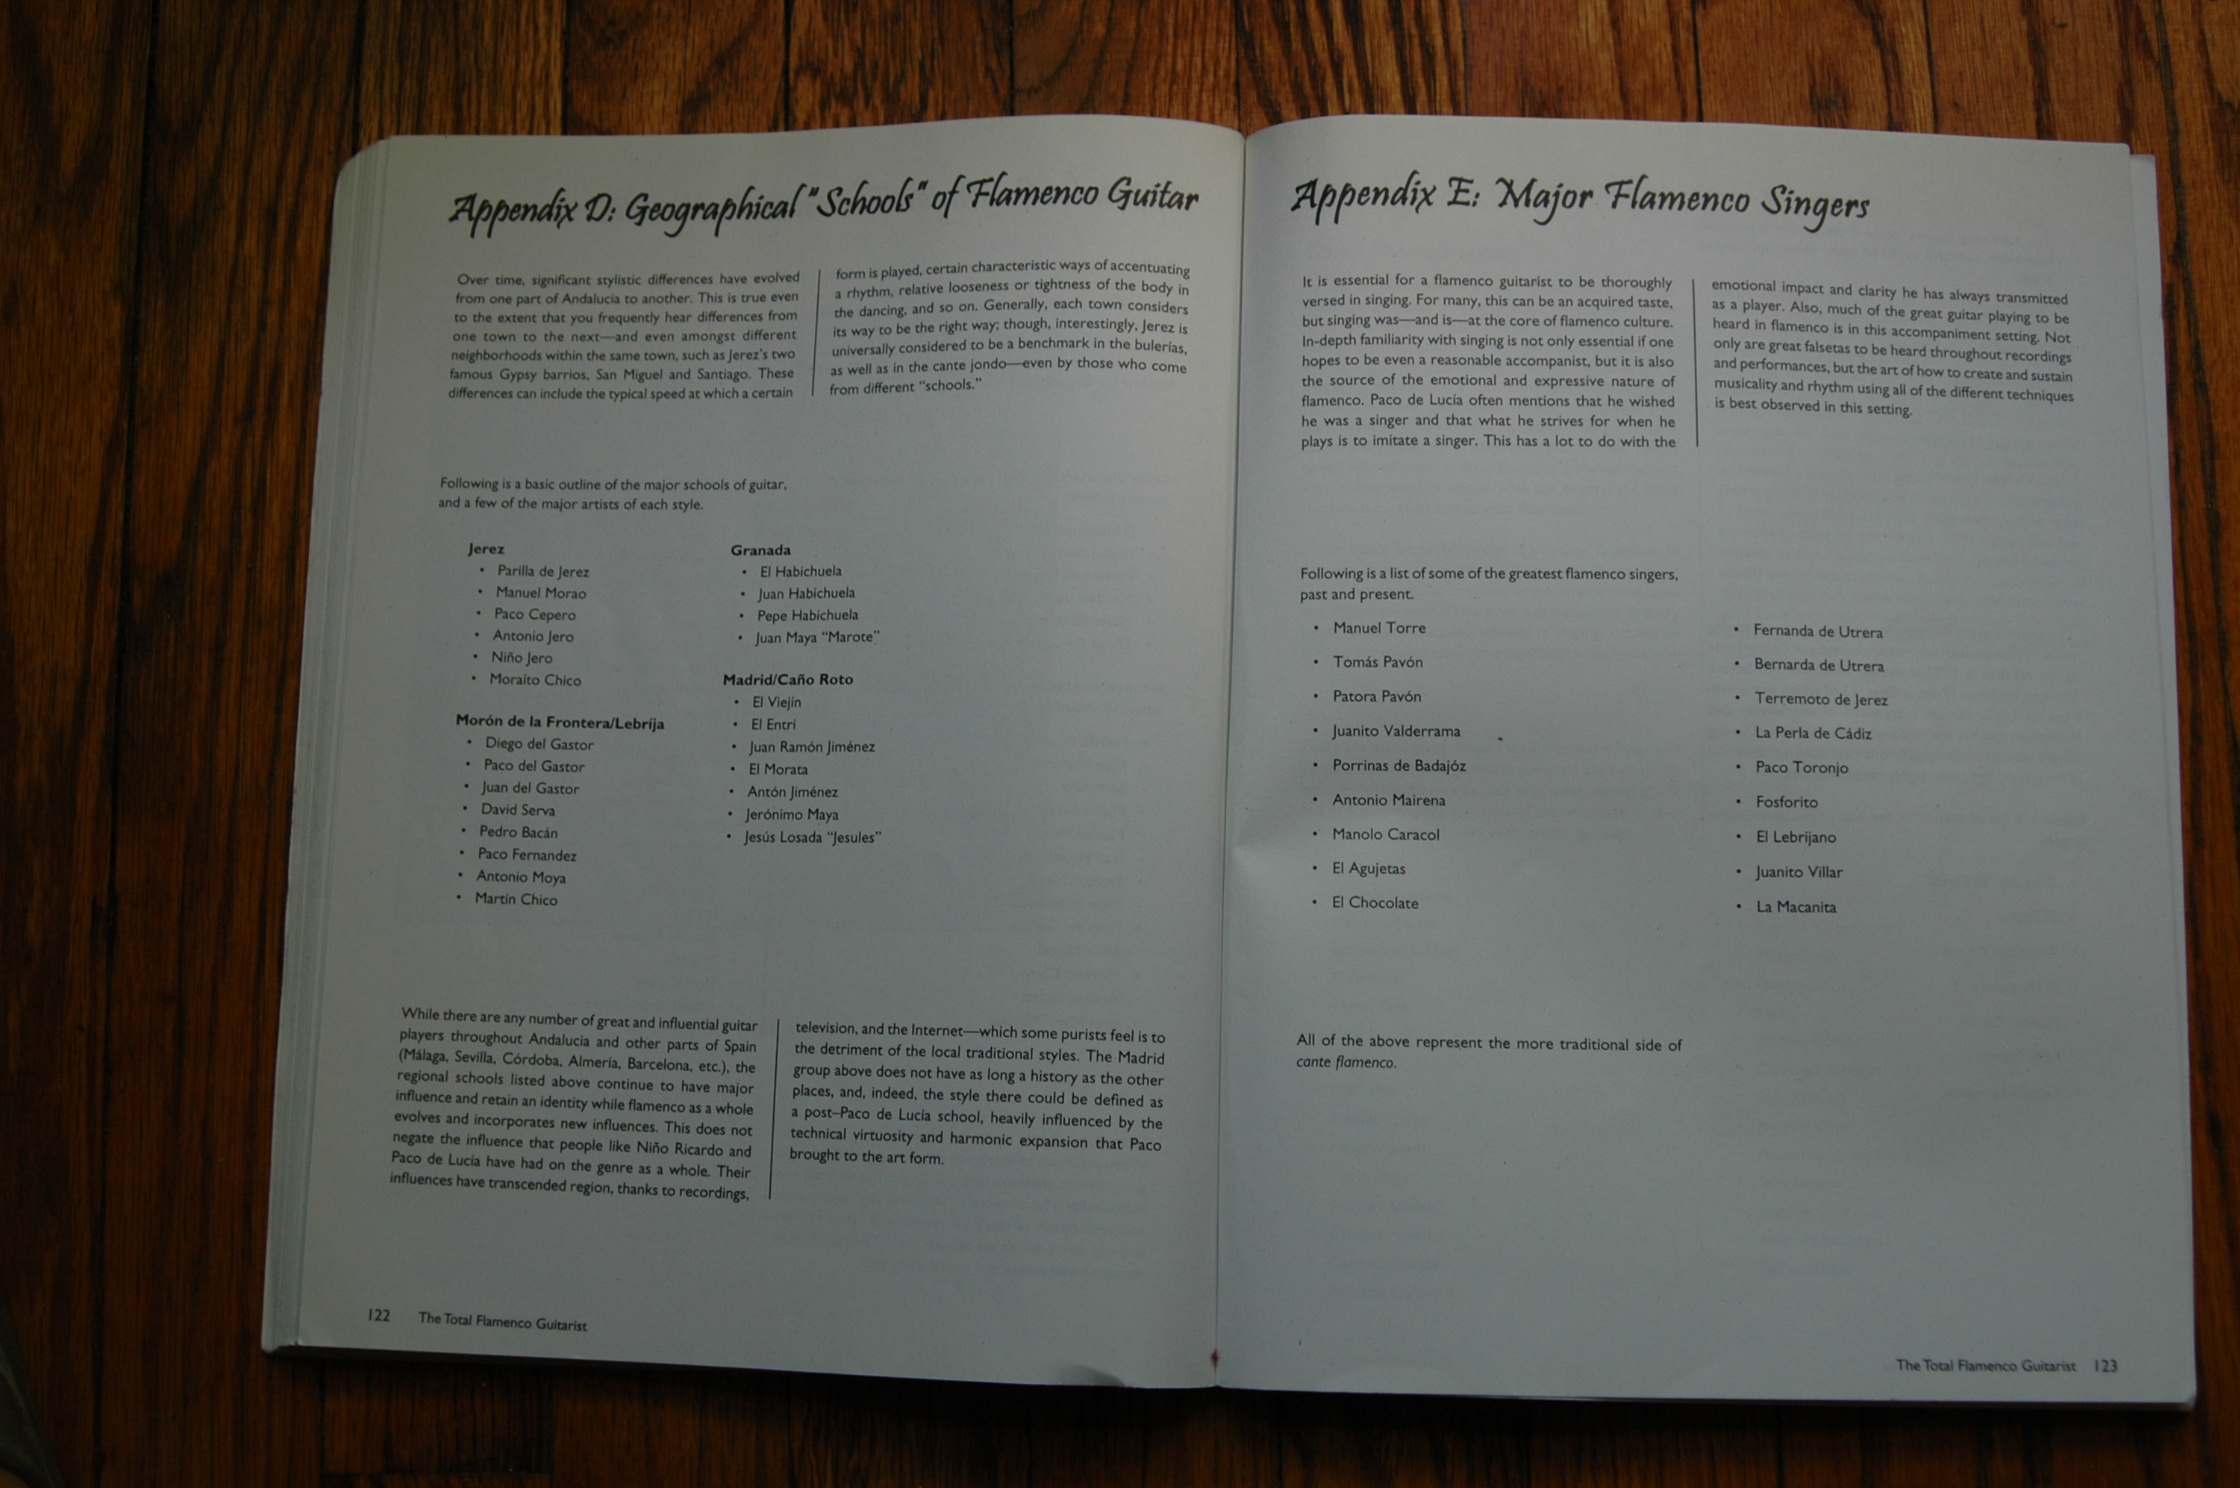 Appendix D: Geographical "Schools" of Flamenco Guitar
Over time, significant stylistic differences have evolved
from one part of Andalucía to another. This is true even
to the extent that you frequently hear differences from
one town to the next—and even amongst different
neighborhoods within the same town, such as Jerez's two
famous Gypsy barrios, San Miguel and Santiago. These
differences can include the typical speed at which a certain
form is played, certain characteristic ways of accentuating
a rhythm, relative looseness or tightness of the body in
the dancing, and so on. Generally, each town considers
its way to be the right way; though, interestingly, Jerez is
universally considered to be a benchmark in the bulerías,
as well as in the cante jondo—even by those who come
from different "schools."
Following is a basic outline of the major schools of guitar,
and a few of the major artists of each style.
Jerez
• Parilla de Jerez
• Manuel Morao
• Paco Cepero
• Antonio Jero
• Niño Jero
• Moraito Chico
Morón de la Frontera/Lebrija
• Diego del Gastor
• Paco del Gastor
• Juan del Gastor
• David Serva
• Pedro Bacán
• Paco Fernandez
• Antonio Moya
• Martín Chico
Granada
• El Habichuela
• Juan Habichuela
• Pepe Habichuela
• Juan Maya "Marote"
Madrid/Caño Roto
• El Viejín
• El Entri
• Juan Ramón Jiménez
• El Morata
• Antón Jiménez
• Jerónimo Maya
• Jesús Losada "Jesules"
While there are any number of great and influential guitar
players throughout Andalucía and other parts of Spain
(Málaga, Sevilla, Córdoba, Almería, Barcelona, etc.), the
regional schools listed above continue to have major
influence and retain an identity while flamenco as a whole
evolves and incorporates new influences. This does not
negate the influence that people like Niño Ricardo and
Paco de Lucía have had on the genre as a whole. Their
influences have transcended region, thanks to recordings,
television, and the Internet—which some purists feel is to
the detriment of the local traditional styles. The Madrid
group above does not have as long a history as the other
places, and, indeed, the style there could be defined as
a post–Paco de Lucía school, heavily influenced by the
technical virtuosity and harmonic expansion that Paco
brought to the art form.
122 The Total Flamenco Guitarist
Appendix E: Major Flamenco Singers
It is essential for a flamenco guitarist to be thoroughly
versed in singing. For many, this can be an acquired taste,
but singing was—and is—at the core of flamenco culture.
In-depth familiarity with singing is not only essential if one
hopes to be even a reasonable accompanist, but it is also
the source of the emotional and expressive nature of
flamenco. Paco de Lucía often mentions that he wished
he was a singer and that what he strives for when he
plays is to imitate a singer. This has a lot to do with the
emotional impact and clarity he has always transmitted
as a player. Also, much of the great guitar playing to be
heard in flamenco is in this accompaniment setting. Not
only are great falsetas to be heard throughout recordings
and performances, but the art of how to create and sustain
musicality and rhythm using all of the different techniques
is best observed in this setting.
Following is a list of some of the greatest flamenco singers,
past and present.
• Manuel Torre
• Tomás Pavón
• Patora Pavón
• Juanito Valderrama
• Porrinas de Badajóz
• Antonio Mairena
• Manolo Caracol
• El Agujetas
• El Chocolate
• Fernanda de Utrera
• Bernarda de Utrera
• Terremoto de Jerez
• La Perla de Cádiz
• Paco Toronjo
• Fosforito
• El Lebrijano
• Juanito Villar
• La Macanita
All of the above represent the more traditional side of
cante flamenco.
The Total Flamenco Guitarist 123